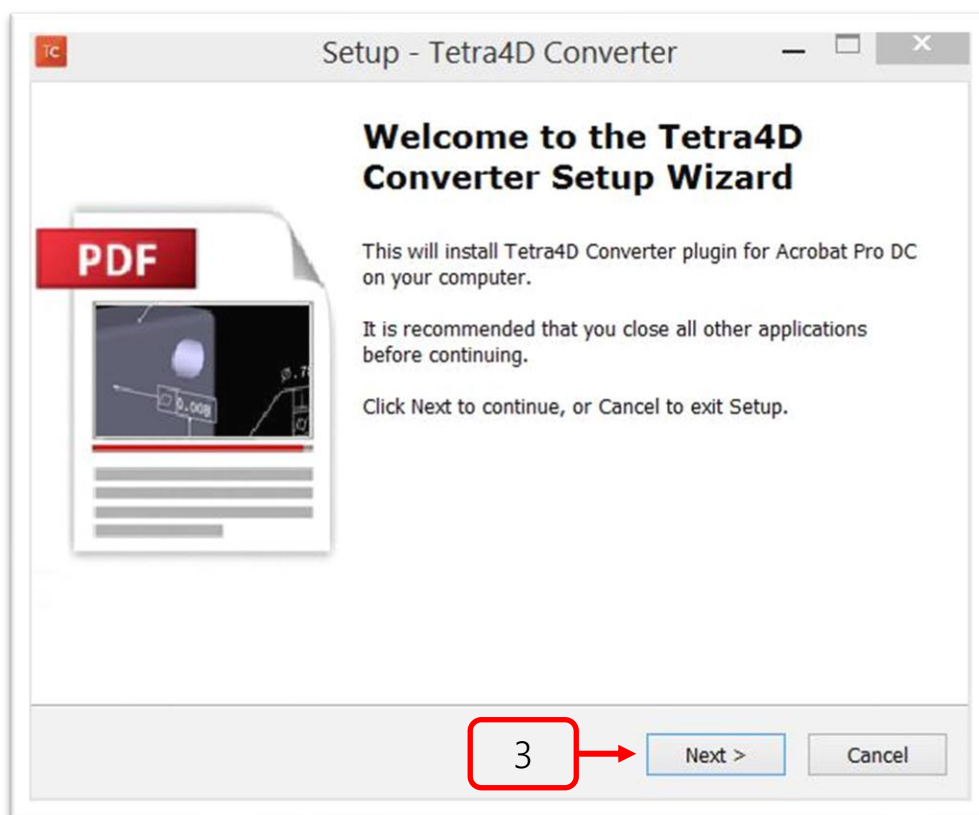 TC
Setup - Tetra4D Converter
Welcome to the Tetra4D
Converter Setup Wizard
PDF
This will install Tetra4D Converter plugin for Acrobat Pro DC
on your computer.
It is recommended that you close all other applications
before continuing.
0.008
Click Next to continue, or Cancel to exit Setup.
3
Next >
Cancel